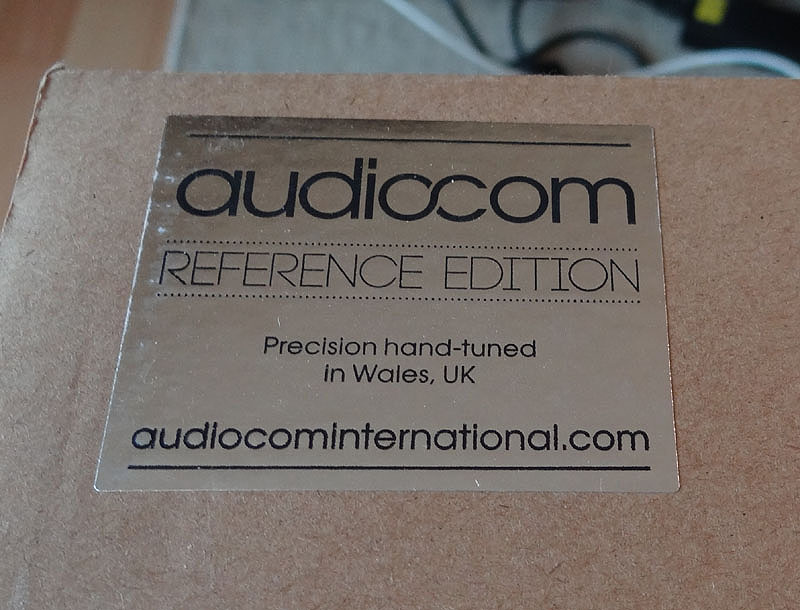 audiocom
REFERENCE EDITION
Precision hand-tuned
in Wales, UK
audiocominternational.com